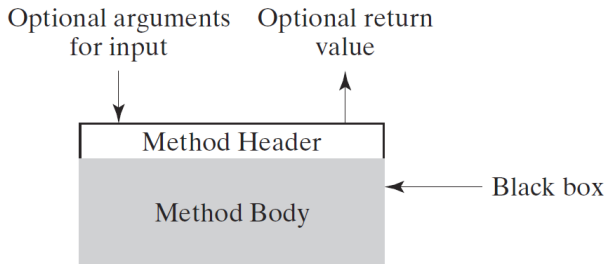 Optional arguments
for input
Optional return
value
Method Header
Black box
Method Body